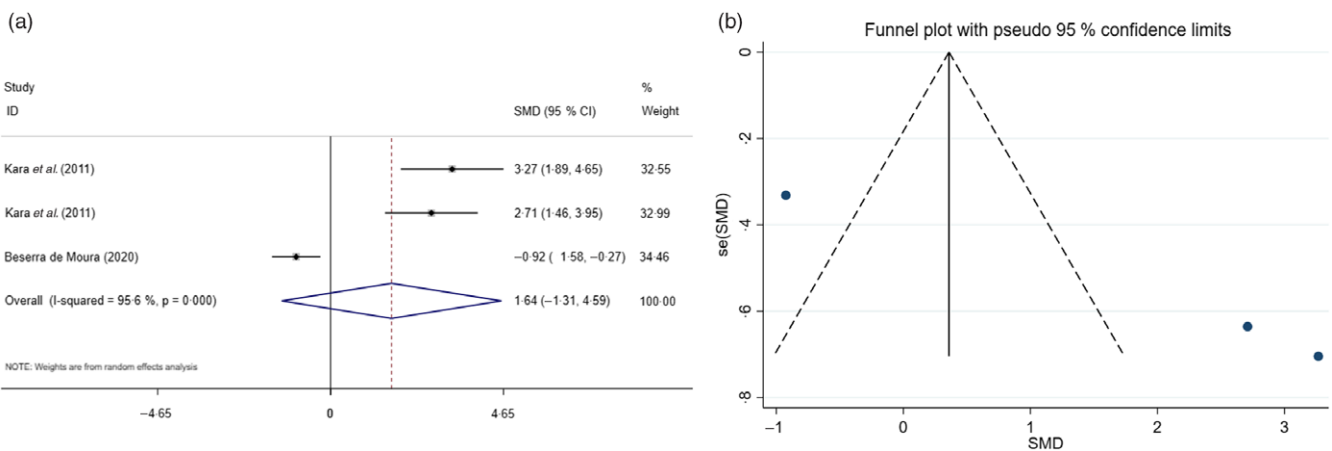 (a)
Study
%
ID
SMD (95 % CI)
Weight
Kara et al. (2011)
3·27 (1·89, 4·65)
32·55
Kara et al. (2011)
2·71 (1·46, 3·95)
32·99
Beserra de Moura (2020)
−0·92 ( 1·58, −0·27)
34·46
Overall (I-squared = 95·6 %, p = 0·000)
1·64 (−1·31, 4·59)
100·00
NOTE: Weights are from random effects analysis
−4·65
0
4·65
(b)
Funnel plot with pseudo 95 % confidence limits
se(SMD)
0
·2
·4
·6
·8
−1
0
1
2
3
SMD